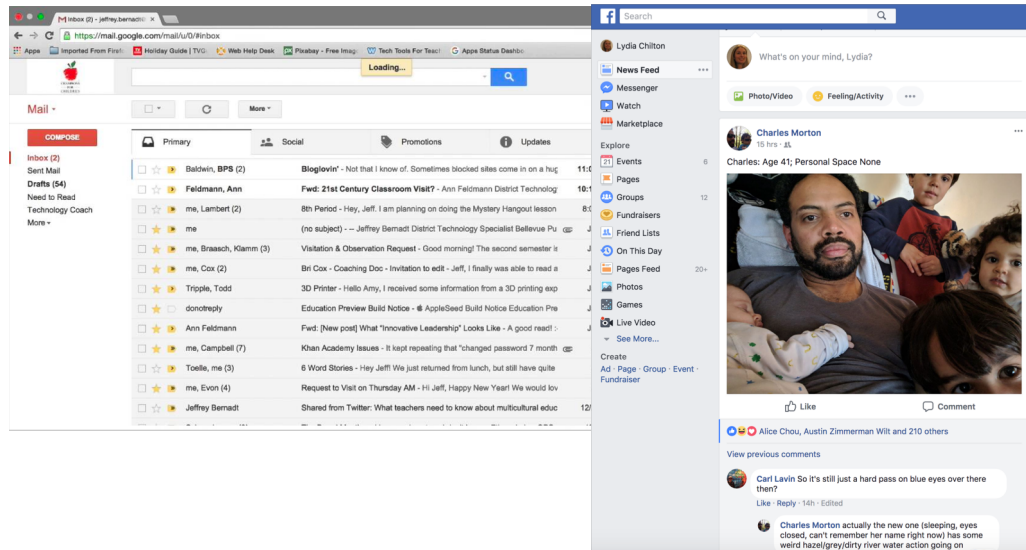 Inbox (2) - jeffrey.bernadt
https://mail.google.com/mail/u/0/#inbox
Apps Imported From Firef Holiday Guide | TVG: Web Help Desk Pixabay - Free Image Tech Tools For Teach Apps Status Dashbo
Loading...
Mail
More
COMPOSE
Inbox (2)
Sent Mail
Drafts (54)
Need to Read
Technology Coach
More
Primary Social Promotions Updates
Baldwin, BPS (2) Bloglovin' - Not that I know of. Sometimes blocked sites come in on a hug 11:0
Feldmann, Ann Fwd: 21st Century Classroom Visit? - Ann Feldmann District Technolog 10:1
me, Lambert (2) 8th Period - Hey, Jeff. I am planning on doing the Mystery Hangout lesson 8:
me (no subject) - -- Jeffrey Bernadt District Technology Specialist Bellevue Pu J
me, Braasch, Klamm (3) Visitation & Observation Request - Good morning! The second semester is J
me, Cox (2) Bri Cox - Coaching Doc - Invitation to edit - Jeff, I finally was able to read a J
Tripple, Todd 3D Printer - Hello Amy, I received some information from a 3D printing exp J
donotreply Education Preview Build Notice - AppleSeed Build Notice Education Pre J
Ann Feldmann Fwd: [New post] What "Innovative Leadership" Looks Like - A good read! :- J
me, Campbell (7) Khan Academy Issues - It kept repeating that "changed password 7 month J
Toelle, me (3) 6 Word Stories - Hey Jeff! We just returned from lunch, but still have quite J
me, Evon (4) Request to Visit on Thursday AM - Hi Jeff, Happy New Year! We would lov J
Jeffrey Bernadt Shared from Twitter: What teachers need to know about multicultural educ 12/
Search
Lydia Chilton
News Feed
Messenger
Watch
Marketplace
Explore
Events 6
Pages
Groups 12
Fundraisers
Friend Lists
On This Day
Pages Feed 20+
Photos
Games
Live Video
See More...
Create
Ad · Page · Group · Event ·
Fundraiser
What's on your mind, Lydia?
Photo/Video Feeling/Activity
Charles Morton
15 hrs ·
Charles: Age 41; Personal Space None
Like Comment
Alice Chou, Austin Zimmerman Wilt and 210 others
View previous comments
Carl Lavin So it's still just a hard pass on blue eyes over there
then?
Like · Reply · 14h · Edited
Charles Morton actually the new one (sleeping, eyes
closed, can't remember her name right now) has some
weird hazel/grey/dirty river water action going on